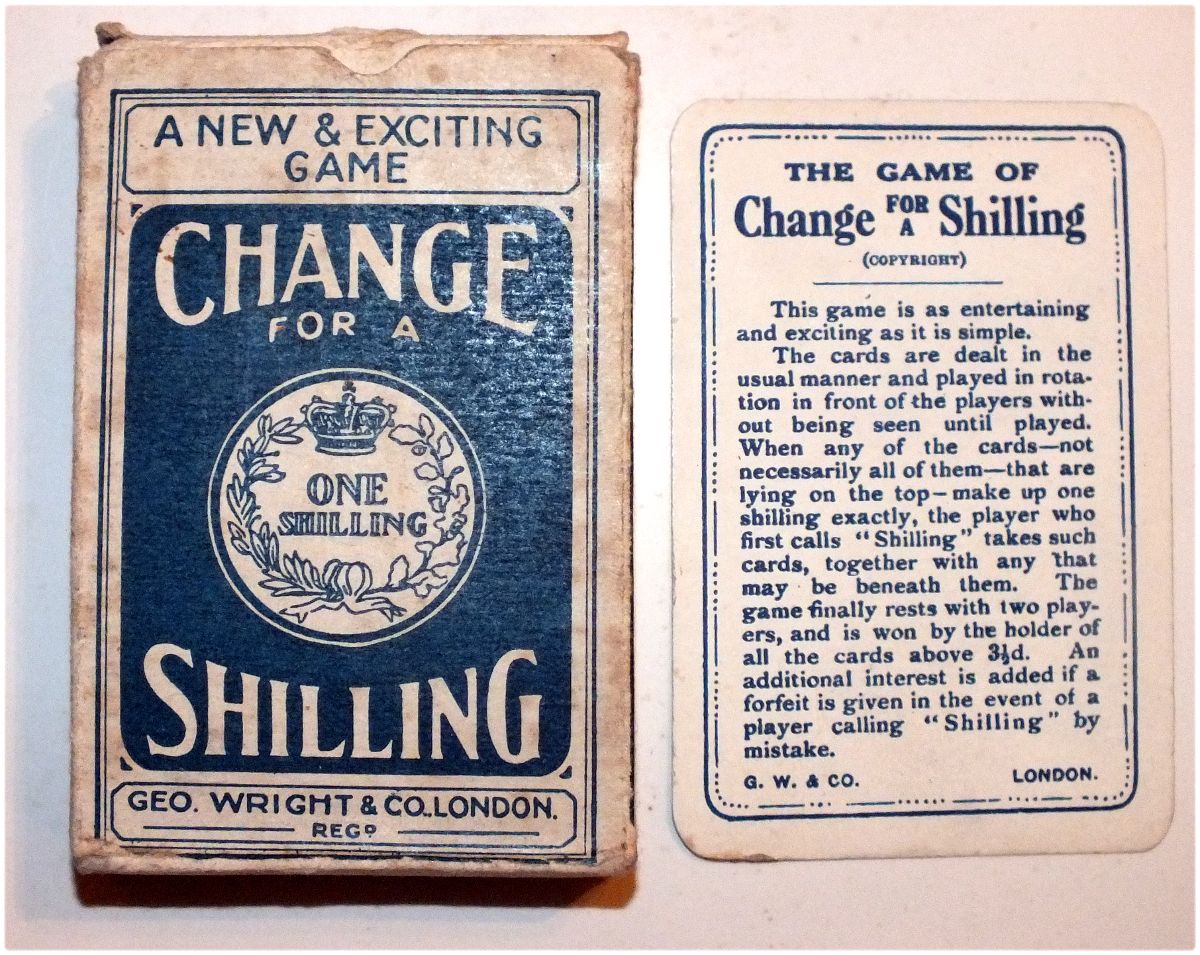 A NEW & EXCITING
GAME
CHANGE
FOR A
ONE
SHILLING
SHILLING
GEO. WRIGHT & CO., LONDON.
REGD
THE GAME OF
Change FOR A Shilling
(COPYRIGHT)
This game is as entertaining
and exciting as it is simple.
The cards are dealt in the
usual manner and played in rota-
tion in front of the players with-
out being seen until played.
When any of the cards—not
necessarily all of them—that are
lying on the top—make up one
shilling exactly, the player who
first calls "Shilling" takes such
cards, together with any that
may be beneath them. The
game finally rests with two play-
ers, and is won by the holder of
all the cards above 3½d. An
additional interest is added if a
forfeit is given in the event of a
player calling "Shilling" by
mistake.
G. W. & CO. LONDON.